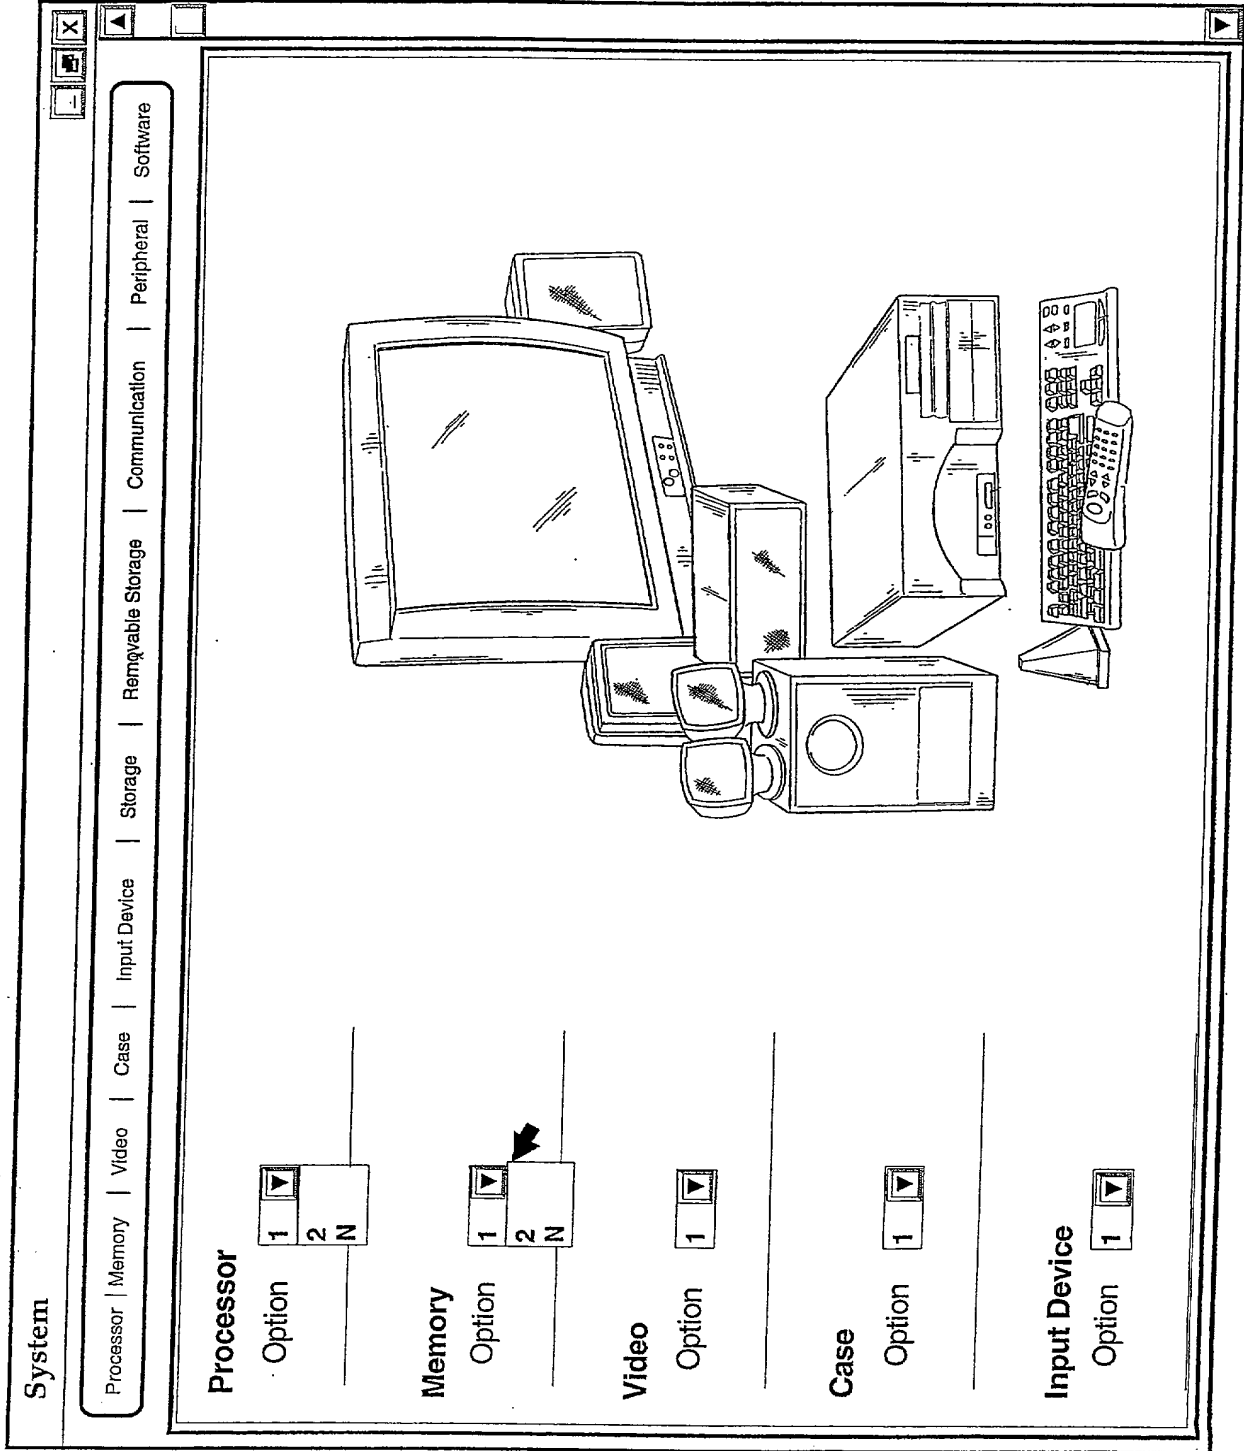 System
Processor | Memory | Video | Case | Input Device | Storage | Removable Storage | Communication | Peripheral | Software
Processor
Option 1
2
N
Memory
Option 1
2
N
Video
Option 1
Case
Option 1
Input Device
Option 1